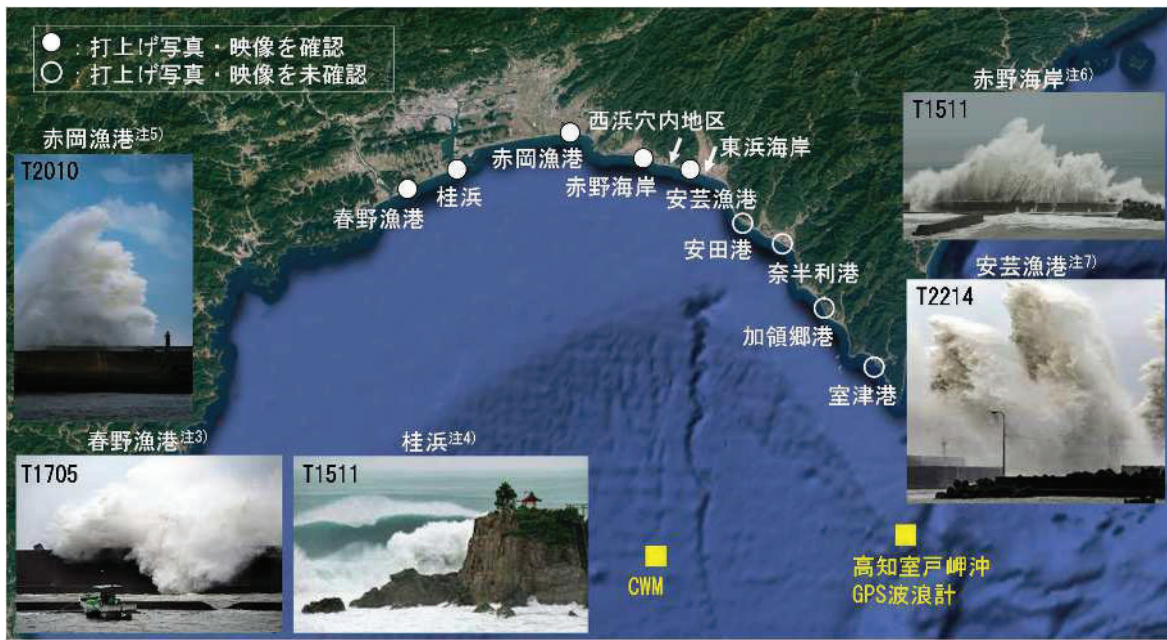 ●：打上げ写真・映像を確認
○：打上げ写真・映像を未確認
赤岡漁港注5)
T2010
西浜穴内地区
東浜海岸
赤岡漁港
赤野海岸
安芸漁港
桂浜
春野漁港
安田港
奈半利港
加領郷港
室津港
赤野海岸注6)
T1511
安芸漁港注7)
T2214
春野漁港注3)
T1705
桂浜注4)
T1511
CWM
高知室戸岬沖
GPS波浪計